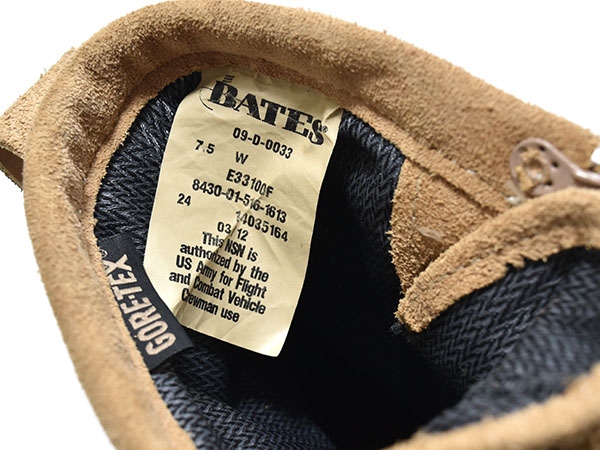 BATES®
09-D-0033
7.5 W
E33100F
8430-01-516-1613
24 14035164
03/12
This NSN is
authorized by the
US Army for Flight
and Combat Vehicle
Crewman use
GORE-TEX®